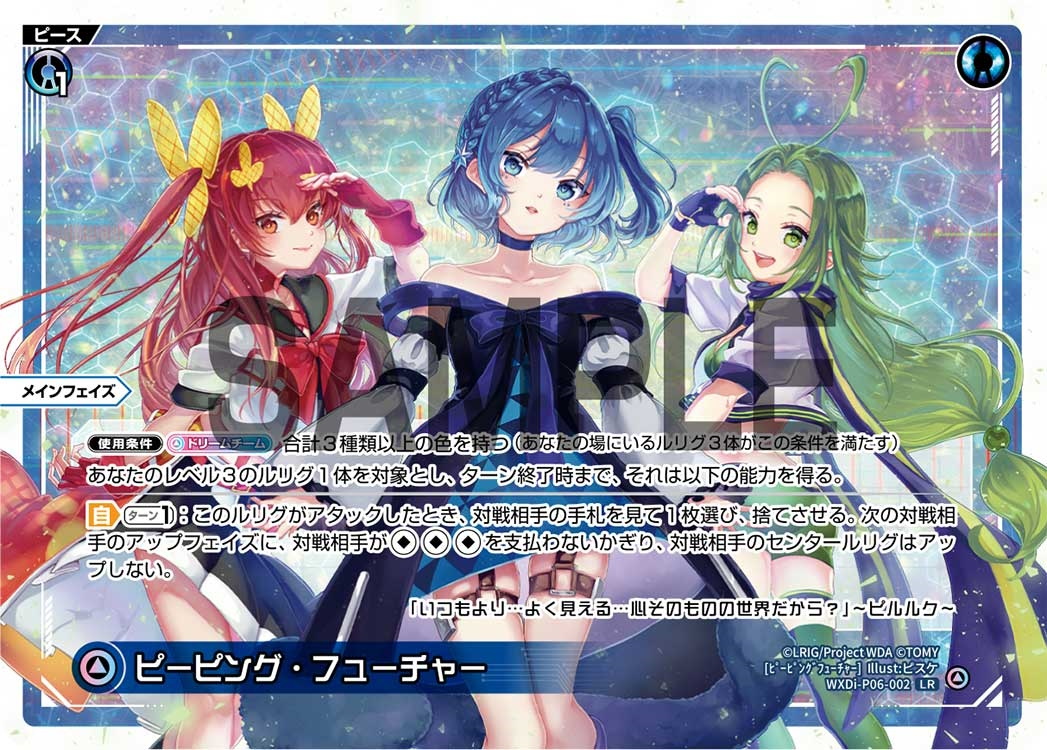 ピース
1
SAMPLE
メインフェイズ
使用条件 ドリームチーム 合計3種類以上の色を持つ(あなたの場にいるルリグ3体がこの条件を満たす)
あなたのレベル3のルリグ1体を対象とし、ターン終了時まで、それは以下の能力を得る。
自 ターン1:このルリグがアタックしたとき、対戦相手の手札を見て1枚選び、捨てさせる。次の対戦相
手のアップフェイズに、対戦相手が◆◆◆を支払わないかぎり、対戦相手のセンタールリグはアッ
プしない。
「いつもより…よく見える…心そのものの世界だから?」~ピルルク~
ピーピング・フューチャー
©LRIG/Project WDA ©TOMY
[ピーピングフューチャー] Illust:ビスケ
WXDi-P06-002 LR